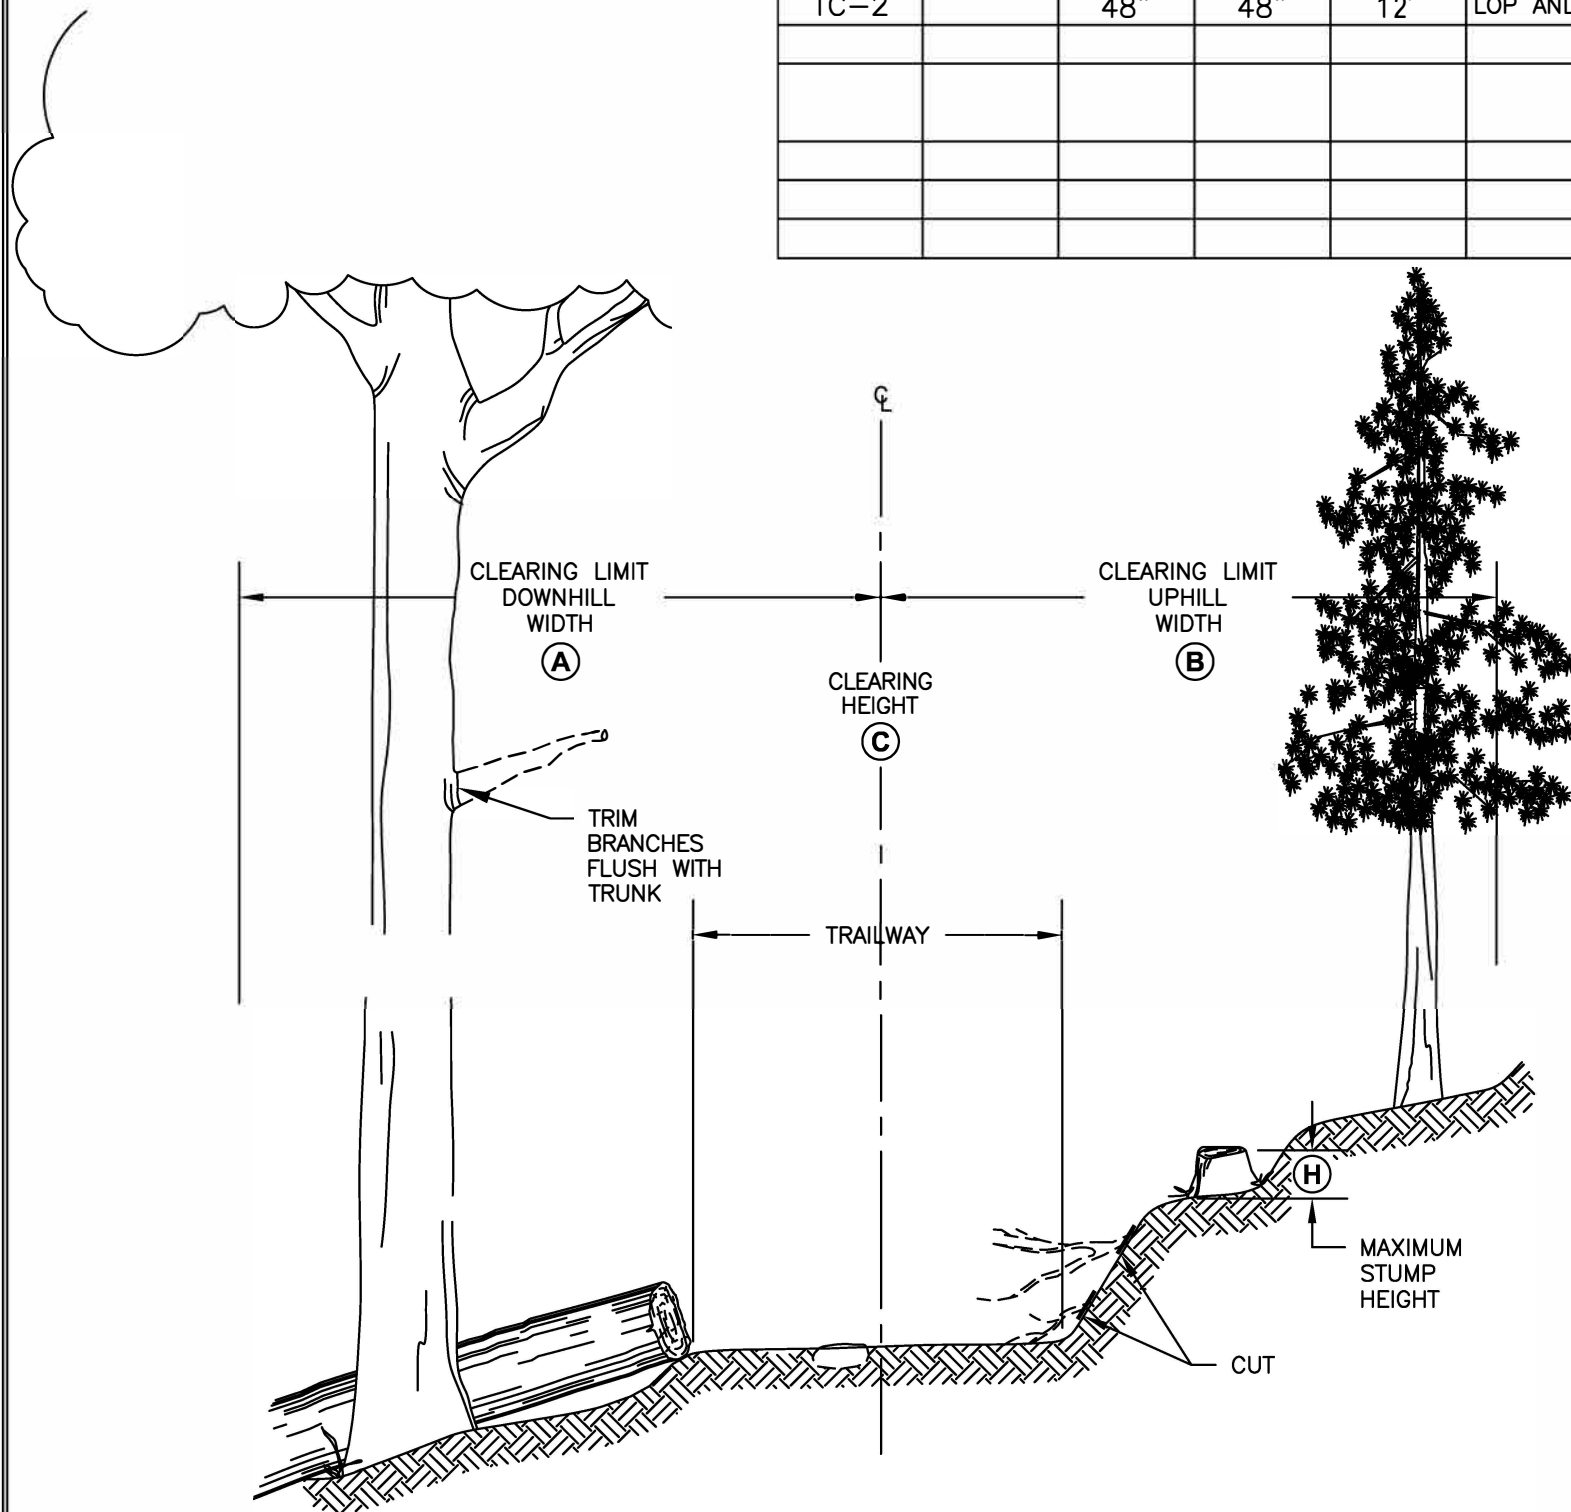 TC-2 48" 48" 12' LOP AND
℄
CLEARING LIMIT
DOWNHILL
WIDTH
A
CLEARING LIMIT
UPHILL
WIDTH
B
CLEARING
HEIGHT
C
TRIM
BRANCHES
FLUSH WITH
TRUNK
TRAILWAY
H
MAXIMUM
STUMP
HEIGHT
CUT